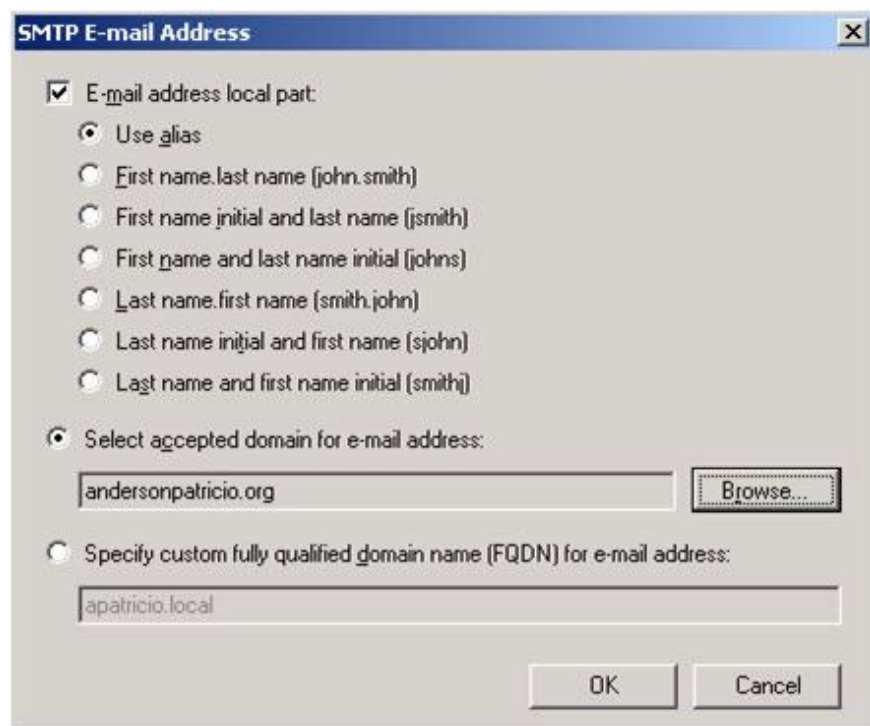 SMTP E-mail Address
E-mail address local part:
Use alias
First name.last name (john.smith)
First name initial and last name (jsmith)
First name and last name initial (johns)
Last name.first name (smith.john)
Last name initial and first name (sjohn)
Last name and first name initial (smithj)
Select accepted domain for e-mail address:
andersonpatricio.org
Browse...
Specify custom fully qualified domain name (FQDN) for e-mail address:
apatricio.local
OK
Cancel